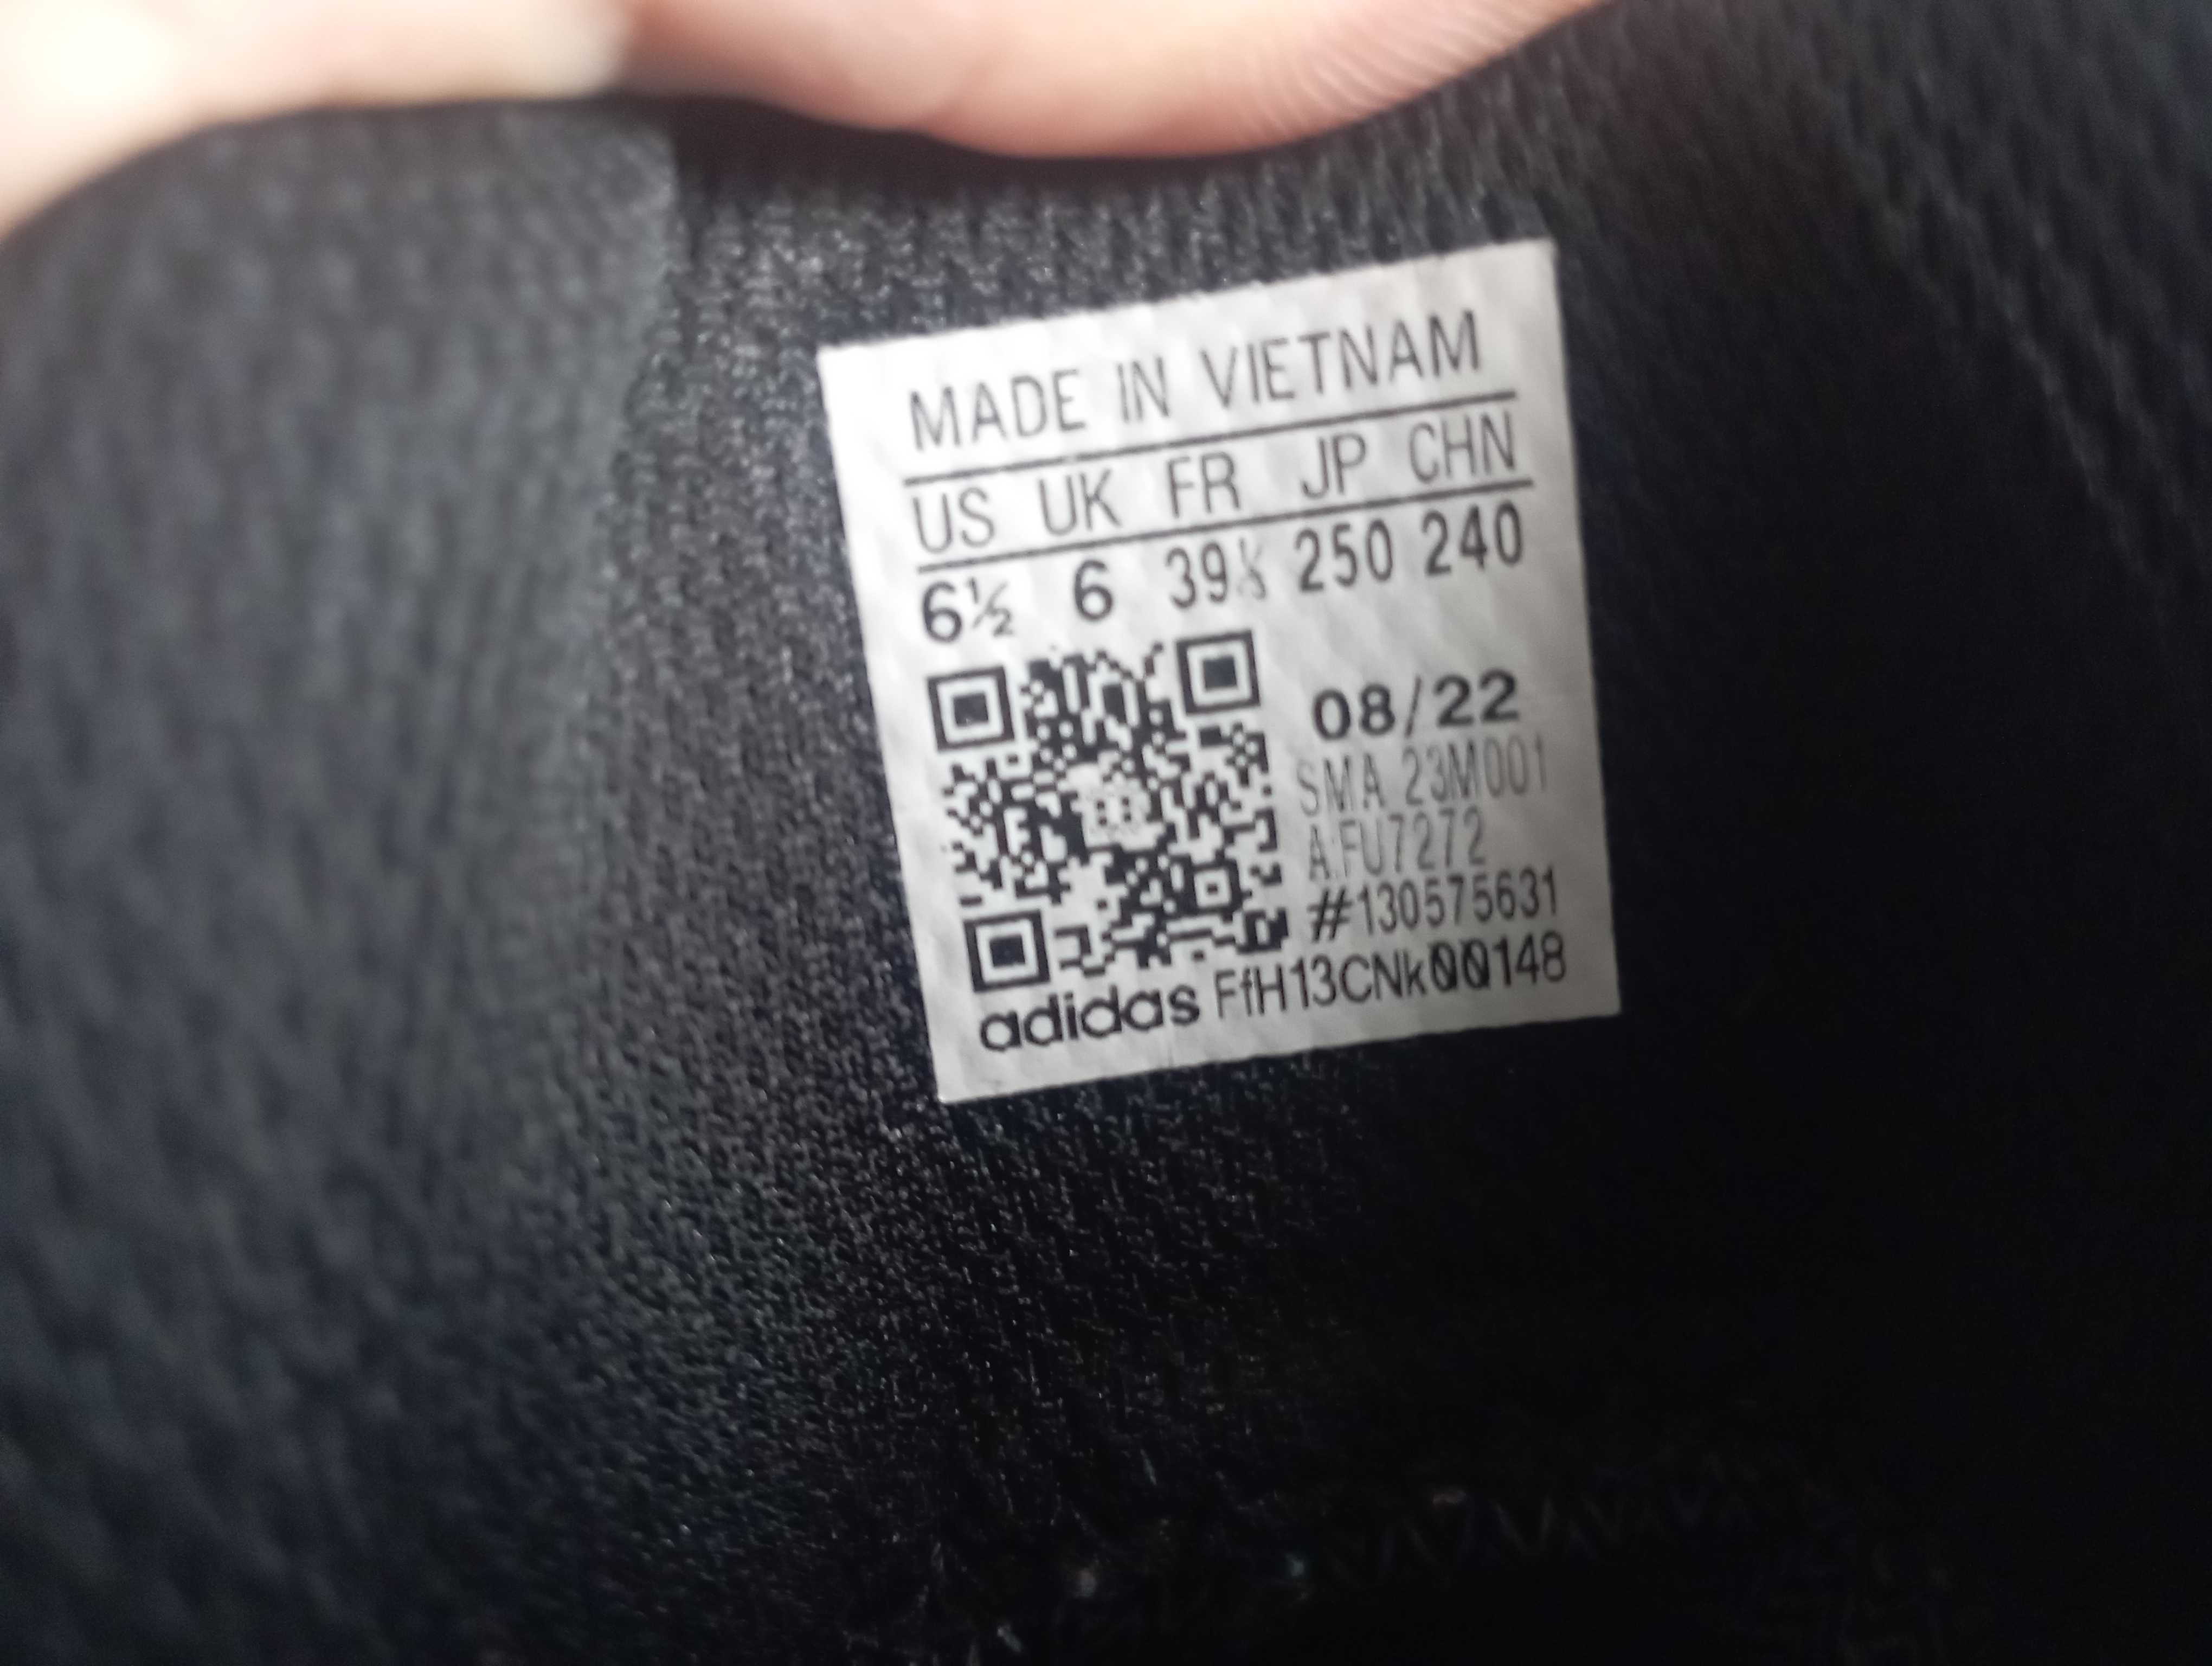 MADE IN VIETNAM
US UK FR JP CHN
6½ 6 39⅓ 250 240
08/22
SMA 23M001
A:FU7272
#130575631
adidas FfH13CNk00148